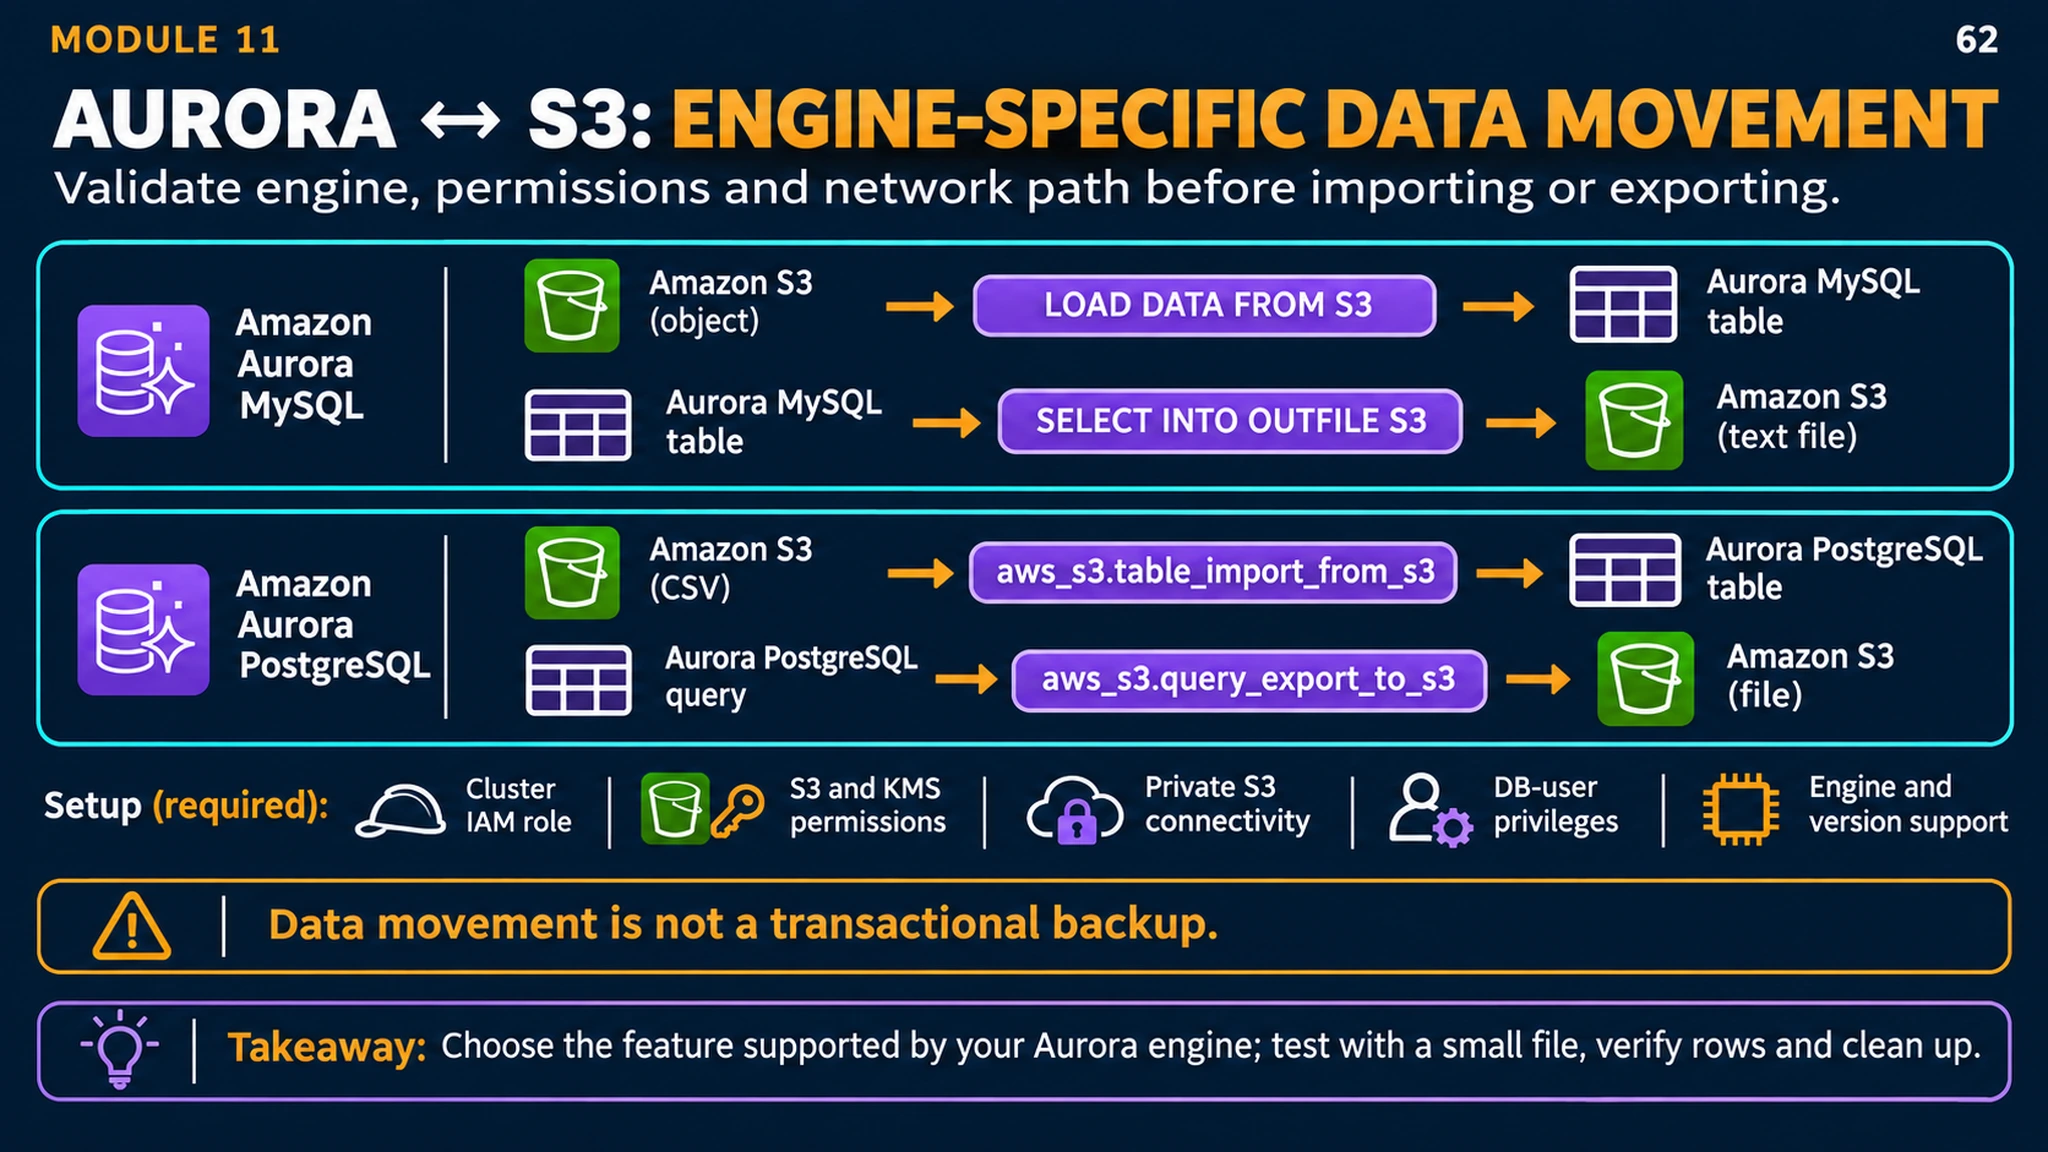 MODULE 11
62
AURORA ↔ S3: ENGINE-SPECIFIC DATA MOVEMENT
Validate engine, permissions and network path before importing or exporting.
Amazon
Aurora
MySQL
Amazon S3
(object)
LOAD DATA FROM S3
Aurora MySQL
table
Aurora MySQL
table
SELECT INTO OUTFILE S3
Amazon S3
(text file)
Amazon
Aurora
PostgreSQL
Amazon S3
(CSV)
aws_s3.table_import_from_s3
Aurora PostgreSQL
table
Aurora PostgreSQL
query
aws_s3.query_export_to_s3
Amazon S3
(file)
Setup (required):
Cluster
IAM role
S3 and KMS
permissions
Private S3
connectivity
DB-user
privileges
Engine and
version support
Data movement is not a transactional backup.
Takeaway: Choose the feature supported by your Aurora engine; test with a small file, verify rows and clean up.